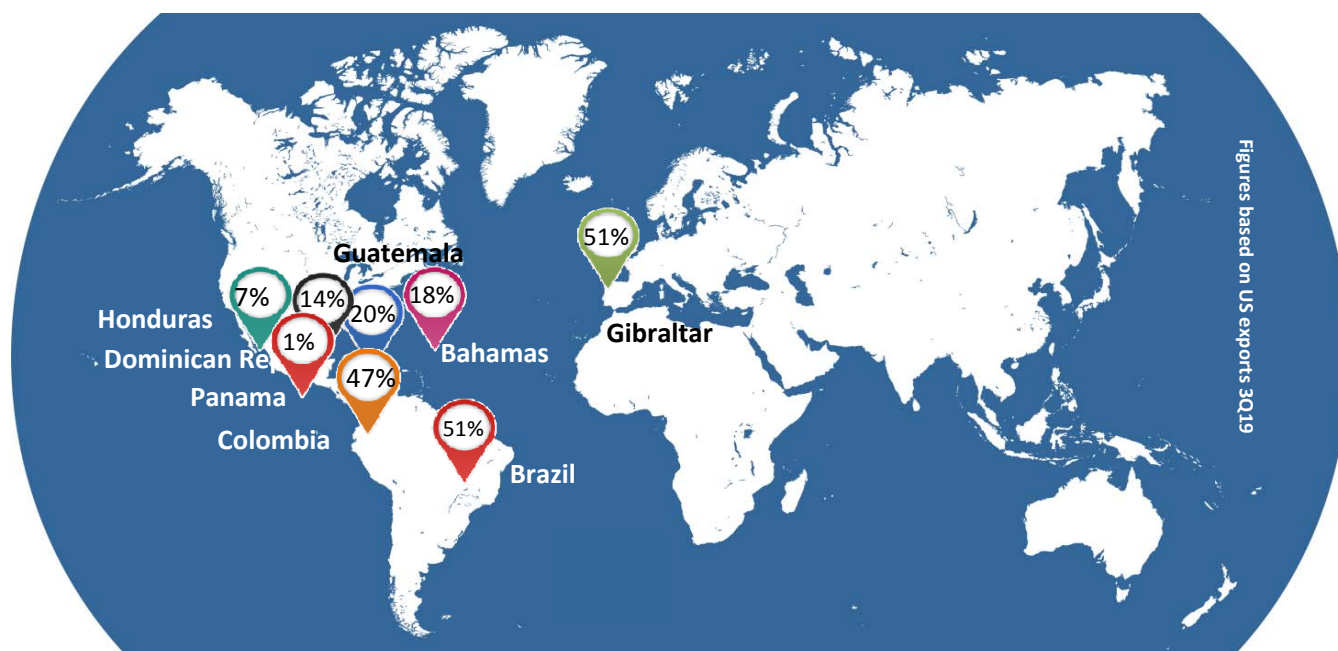 51%
Guatemala
7%
14%
20%
18%
Honduras
1%
Gibraltar
Dominican
Bahamas
47%
Panama
Colombia
51%
Brazil
Figures based on US exports 3Q19